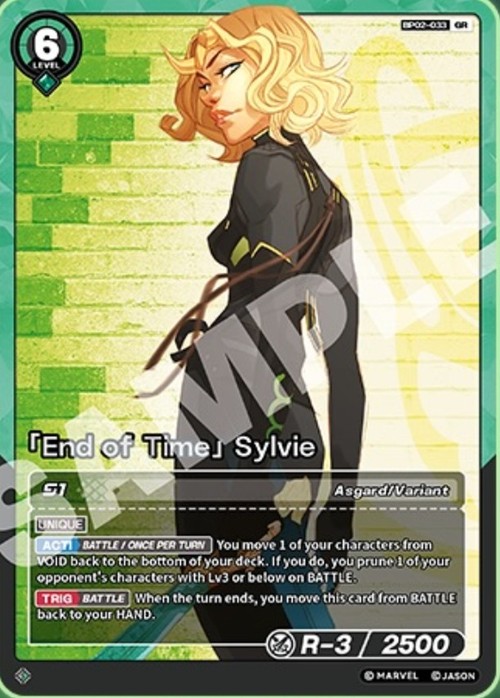 BP02-033 GR
6
LEVEL
「End of Time」 Sylvie
S1
Asgard/Variant
UNIQUE
ACT! BATTLE / ONCE PER TURN You move 1 of your characters from
VOID back to the bottom of your deck. If you do, you prune 1 of your
opponent's characters with Lv3 or below on BATTLE.
TRIG BATTLE When the turn ends, you move this card from BATTLE
back to your HAND.
R-3 / 2500
© MARVEL © JASON
SAMPLE